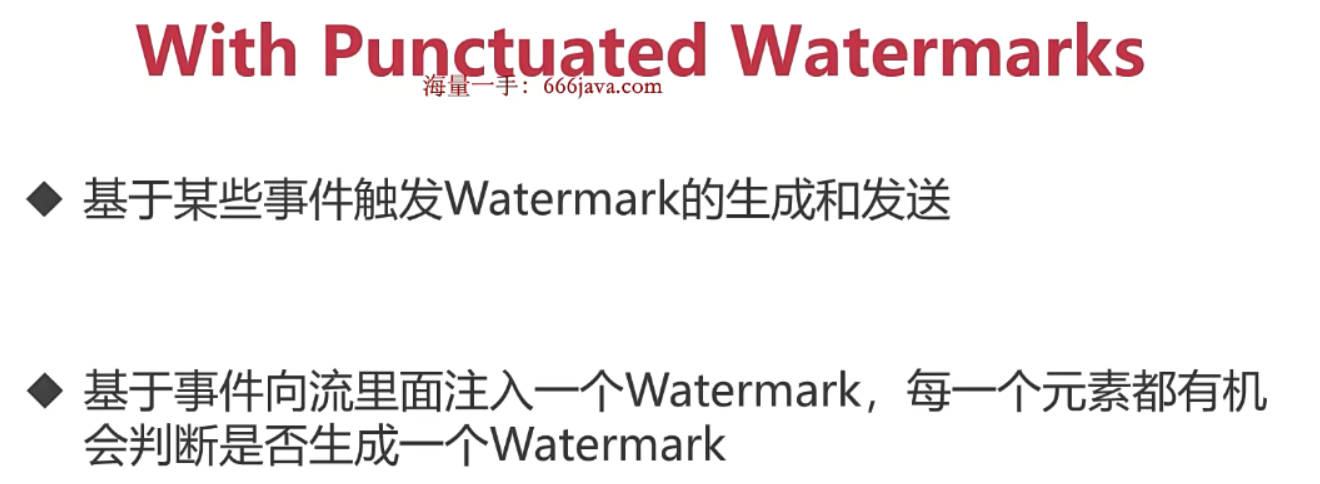 With Punctuated Watermarks
海量一手：666java.com
◆ 基于某些事件触发Watermark的生成和发送
◆ 基于事件向流里面注入一个Watermark，每一个元素都有机
会判断是否生成一个Watermark